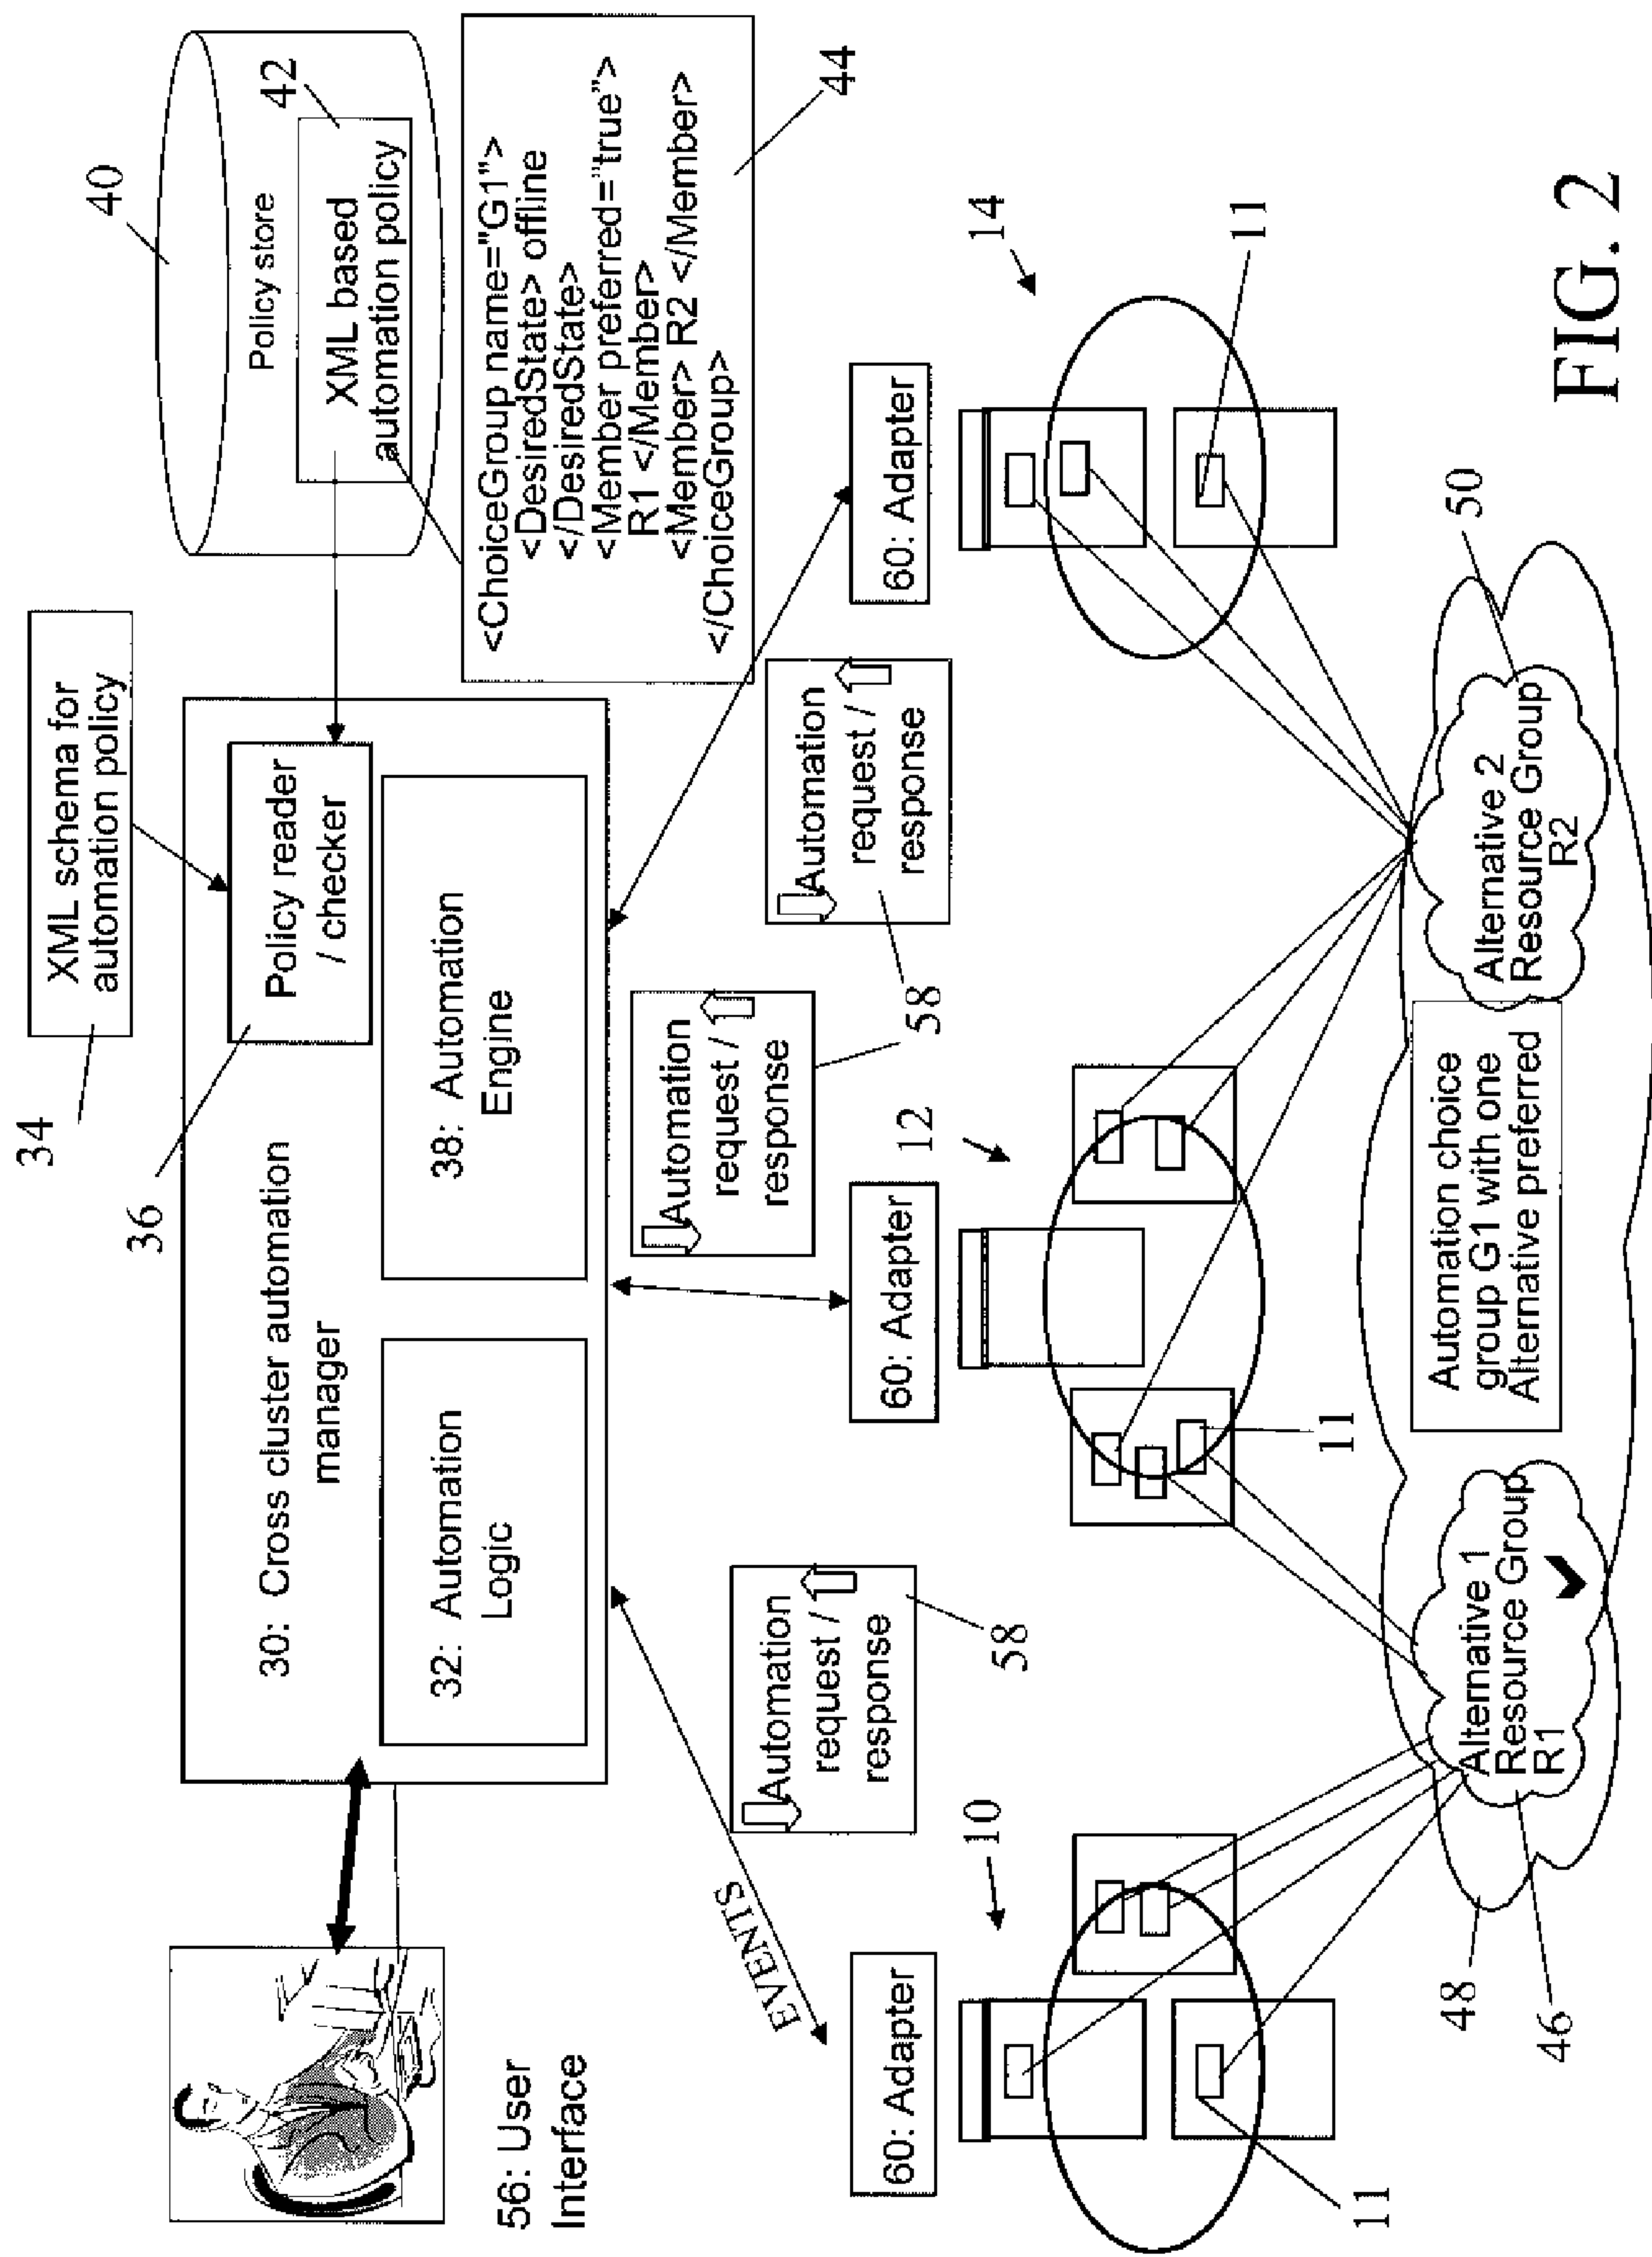 34
XML schema for
automation policy
40
Policy store
42
XML based
automation policy
36
30: Cross cluster automation
manager
Policy reader
/ checker
32: Automation
Logic
38: Automation
Engine
<ChoiceGroup name="G1">
<DesiredState> offline
</DesiredState>
<Member preferred="true">
R1 </Member>
<Member> R2 </Member>
</ChoiceGroup>
44
56: User
Interface
EVENTS
Automation
request /
response
58
Automation
request /
response
58
Automation
request /
response
60: Adapter
60: Adapter
60: Adapter
10
12
14
11
11
11
48
46
Alternative 1
Resource Group
R1
Automation choice
group G1 with one
Alternative preferred
Alternative 2
Resource Group
R2
50
FIG. 2